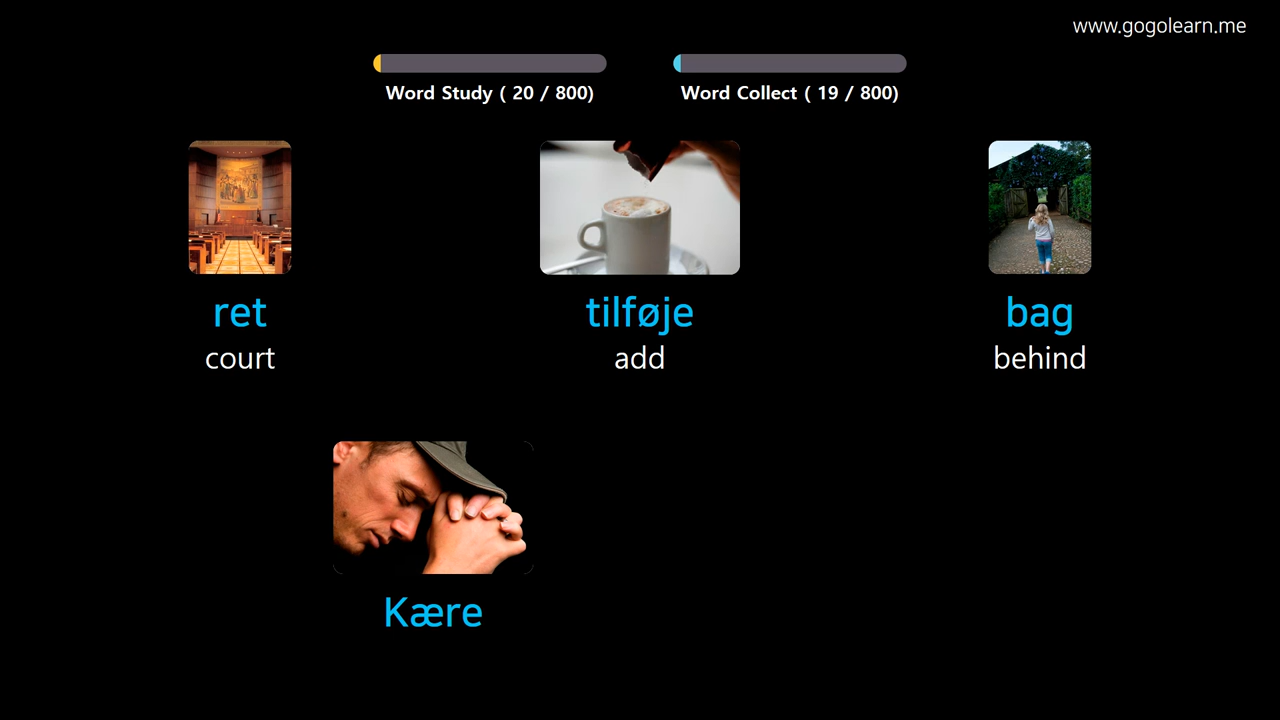 www.gogolearn.me
Word Study ( 20 / 800)
Word Collect ( 19 / 800)
ret
court
tilføje
add
bag
behind
Kære